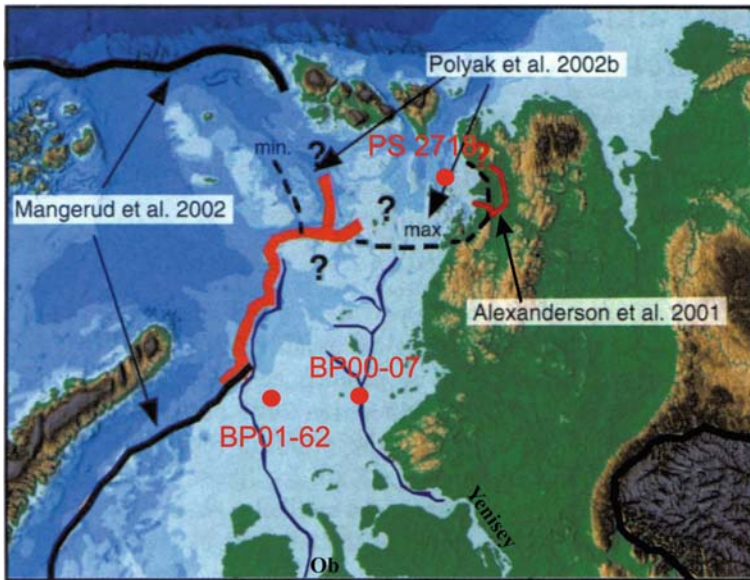 Polyak et al. 2002b
min.
?
PS 2718
?
Mangerud et al. 2002
?
max
?
Alexanderson et al. 2001
BP00-07
BP01-62
Yenisey
Ob